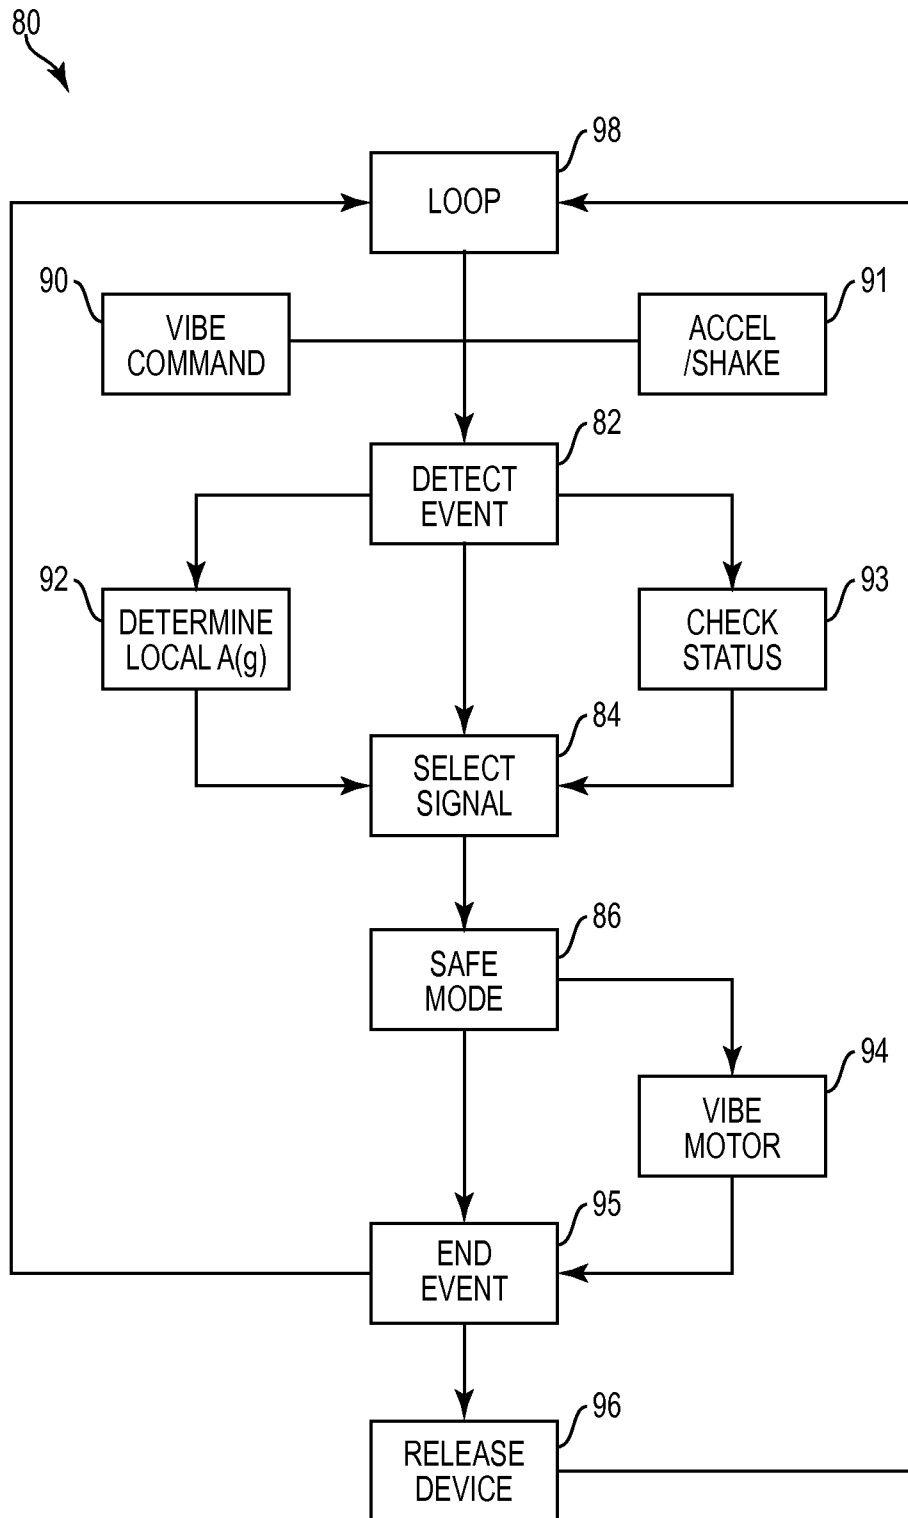 80
98
LOOP
90
VIBE
COMMAND
91
ACCEL
/SHAKE
82
DETECT
EVENT
92
DETERMINE
LOCAL A(g)
93
CHECK
STATUS
84
SELECT
SIGNAL
86
SAFE
MODE
94
VIBE
MOTOR
95
END
EVENT
96
RELEASE
DEVICE